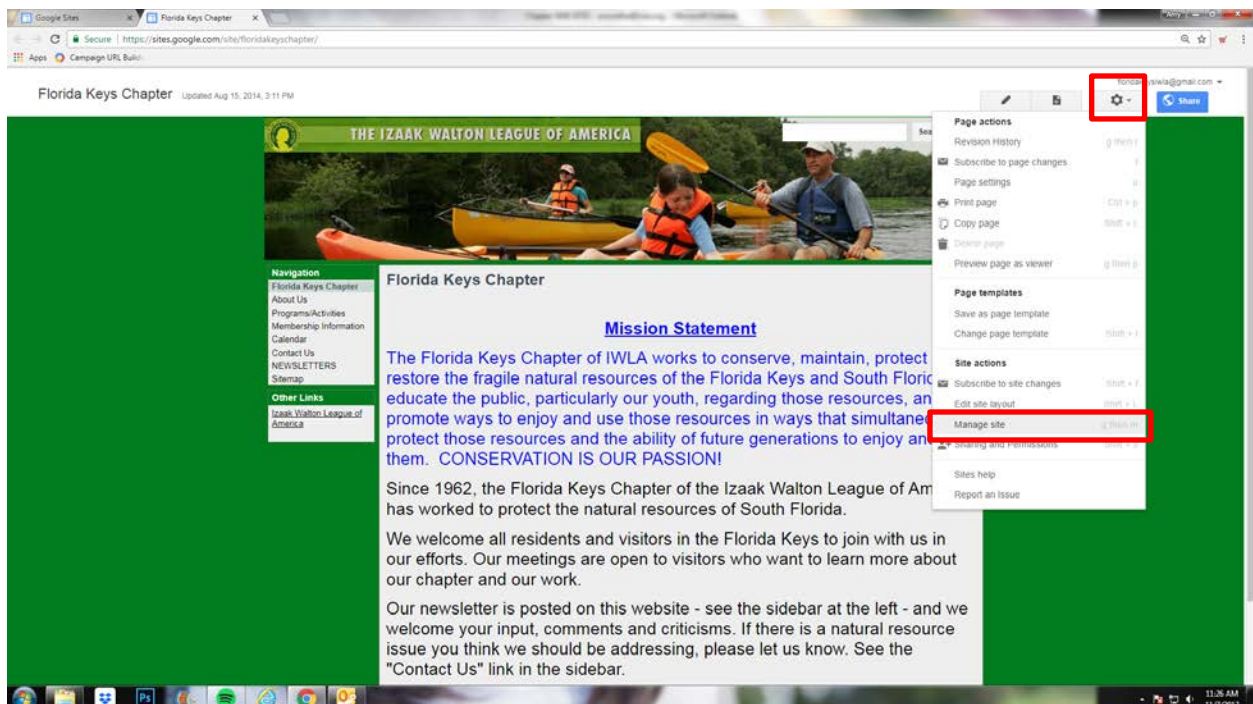 Google Sites
Florida Keys Chapter
Amy
Secure | https://sites.google.com/site/floridakeyschapter/
Apps
Campaign URL Build
Florida Keys Chapter
Updated Aug 15, 2014, 3:11 PM
Share
THE IZAAK WALTON LEAGUE OF AMERICA
Navigation
Florida Keys Chapter
About Us
Programs/Activities
Membership Information
Calendar
Contact Us
NEWSLETTERS
Sitemap
Other Links
Izaak Walton League of
America
Florida Keys Chapter
Mission Statement
The Florida Keys Chapter of IWLA works to conserve, maintain, protect
restore the fragile natural resources of the Florida Keys and South Floric
educate the public, particularly our youth, regarding those resources, an
promote ways to enjoy and use those resources in ways that simultane
protect those resources and the ability of future generations to enjoy an
them. CONSERVATION IS OUR PASSION!
Since 1962, the Florida Keys Chapter of the Izaak Walton League of Am
has worked to protect the natural resources of South Florida.
We welcome all residents and visitors in the Florida Keys to join with us in
our efforts. Our meetings are open to visitors who want to learn more about
our chapter and our work.
Our newsletter is posted on this website - see the sidebar at the left - and we
welcome your input, comments and criticisms. If there is a natural resource
issue you think we should be addressing, please let us know. See the
"Contact Us" link in the sidebar.
Page actions
Revision History g then r
Subscribe to page changes f
Page settings u
Print page Ctrl + p
Copy page Shift + C
Delete page
Preview page as viewer g then p
Page templates
Save as page template
Change page template
Site actions
Subscribe to site changes
Edit site layout Shift + L
Manage site g then m
Sharing and Permissions Shift + S
Sites help
Report an issue
Ps
11:26 AM